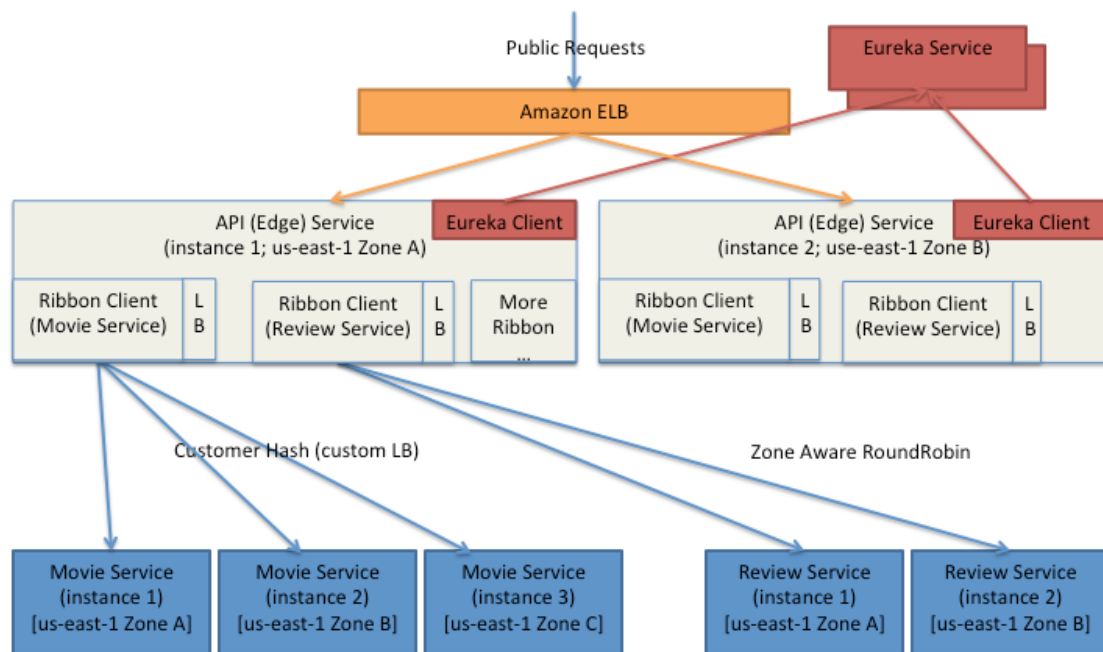 Public Requests
Eureka Service
Amazon ELB
API (Edge) Service
(instance 1; us-east-1 Zone A)
Eureka Client
Ribbon Client
(Movie Service)
L
B
Ribbon Client
(Review Service)
L
B
More
Ribbon
...
API (Edge) Service
(instance 2; use-east-1 Zone B)
Eureka Client
Ribbon Client
(Movie Service)
L
B
Ribbon Client
(Review Service)
L
B
Customer Hash (custom LB)
Zone Aware RoundRobin
Movie Service
(instance 1)
[us-east-1 Zone A]
Movie Service
(instance 2)
[us-east-1 Zone B]
Movie Service
(instance 3)
[us-east-1 Zone C]
Review Service
(instance 1)
[us-east-1 Zone A]
Review Service
(instance 2)
[us-east-1 Zone B]